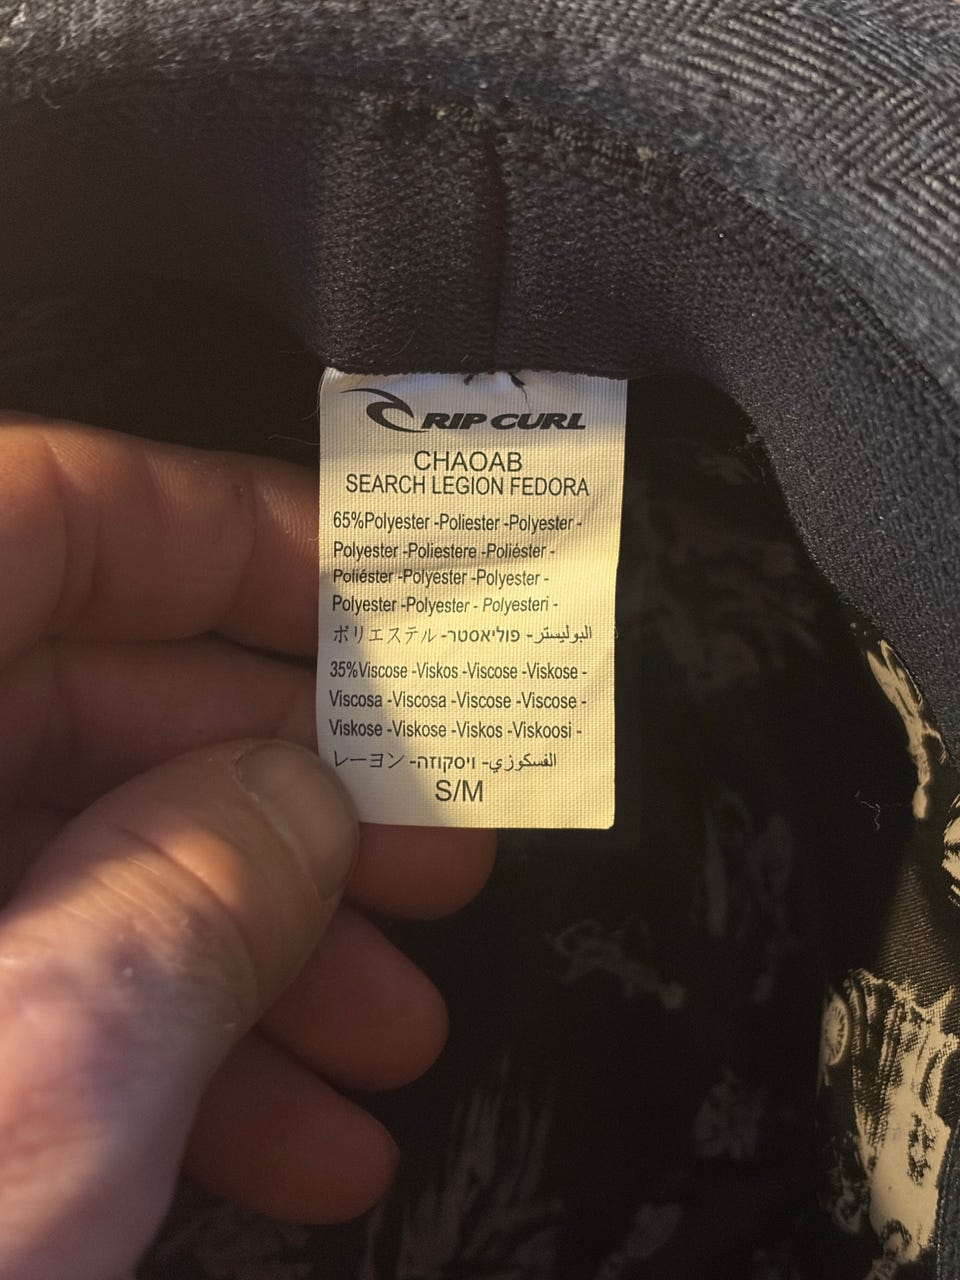 RIP CURL
CHAOAB
SEARCH LEGION FEDORA
65%Polyester -Poliester -Polyester -
Polyester -Poliestere -Poliéster -
Poliéster -Polyester -Polyester -
Polyester -Polyester - Polyesteri -
ポリエステル -פוליאסטר - البوليستر
35%Viscose -Viskos -Viscose -Viskose -
Viscosa -Viscosa -Viscose -Viscose -
Viskose -Viskose -Viskos -Viskoosi -
レーヨン -ויסקוזה- الفسكوزي
S/M